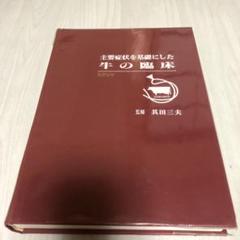 主要症状を基礎にした
牛の臨床
監修 其田三夫